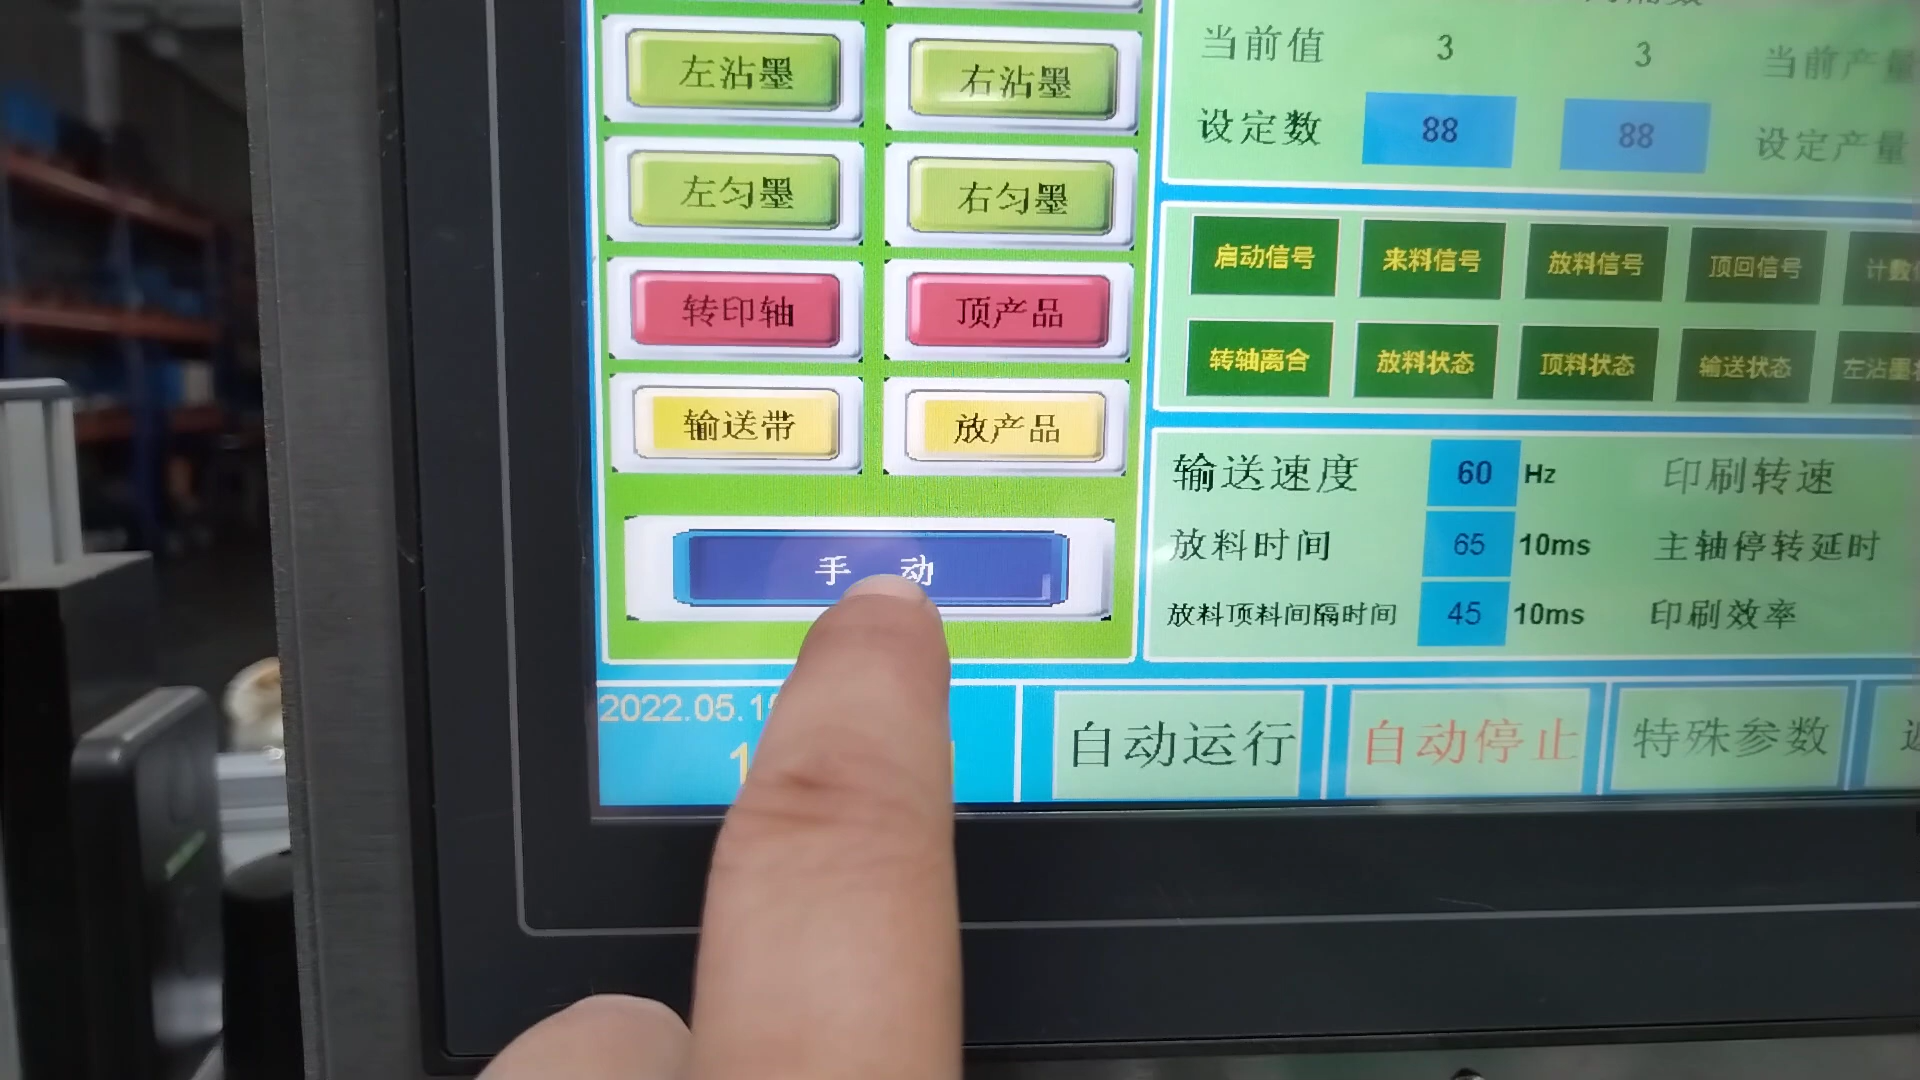 左沾墨 右沾墨
左匀墨 右匀墨
转印轴 顶产品
输送带 放产品
手 动
当前值 3 3 当前产量
设定数 88 88 设定产量
启动信号 来料信号 放料信号 顶回信号 计数
转轴离合 放料状态 顶料状态 输送状态 左沾墨
输送速度 60 Hz 印刷转速
放料时间 65 10ms 主轴停转延时
放料顶料间隔时间 45 10ms 印刷效率
2022.05.1
自动运行 自动停止 特殊参数